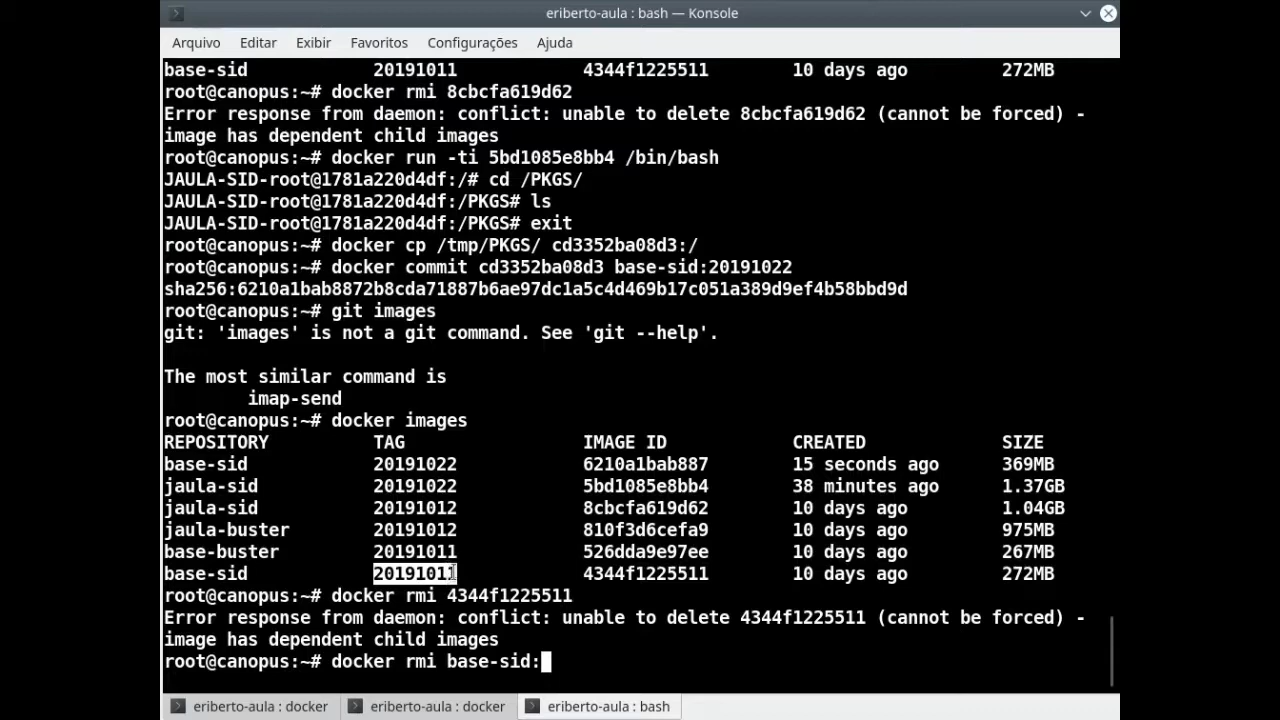 eriberto-aula : bash — Konsole
Arquivo Editar Exibir Favoritos Configurações Ajuda
base-sid 20191011 4344f1225511 10 days ago 272MB
root@canopus:~# docker rmi 8cbcfa619d62
Error response from daemon: conflict: unable to delete 8cbcfa619d62 (cannot be forced) -
image has dependent child images
root@canopus:~# docker run -ti 5bd1085e8bb4 /bin/bash
JAULA-SID-root@1781a220d4df:/# cd /PKGS/
JAULA-SID-root@1781a220d4df:/PKGS# ls
JAULA-SID-root@1781a220d4df:/PKGS# exit
root@canopus:~# docker cp /tmp/PKGS/ cd3352ba08d3:/
root@canopus:~# docker commit cd3352ba08d3 base-sid:20191022
sha256:6210a1bab8872b8cda71887b6ae97dc1a5c4d469b17c051a389d9ef4b58bbd9d
root@canopus:~# git images
git: 'images' is not a git command. See 'git --help'.
The most similar command is
imap-send
root@canopus:~# docker images
REPOSITORY TAG IMAGE ID CREATED SIZE
base-sid 20191022 6210a1bab887 15 seconds ago 369MB
jaula-sid 20191022 5bd1085e8bb4 38 minutes ago 1.37GB
jaula-sid 20191012 8cbcfa619d62 10 days ago 1.04GB
jaula-buster 20191012 810f3d6cefa9 10 days ago 975MB
base-buster 20191011 526dda9e97ee 10 days ago 267MB
base-sid 20191011 4344f1225511 10 days ago 272MB
root@canopus:~# docker rmi 4344f1225511
Error response from daemon: conflict: unable to delete 4344f1225511 (cannot be forced) -
image has dependent child images
root@canopus:~# docker rmi base-sid:
eriberto-aula : docker eriberto-aula : docker eriberto-aula : bash